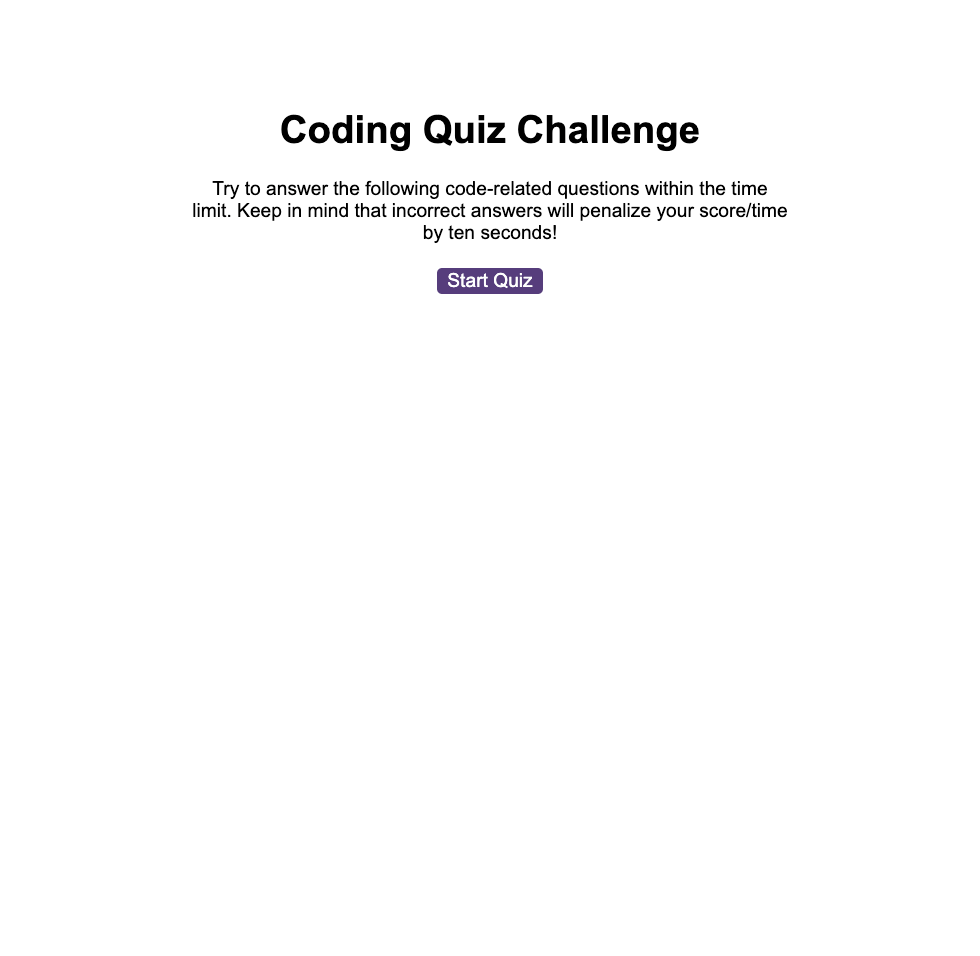 Coding Quiz Challenge
Try to answer the following code-related questions within the time
limit. Keep in mind that incorrect answers will penalize your score/time
by ten seconds!
Start Quiz